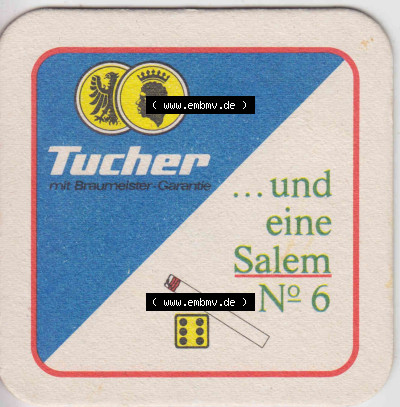 ( www.embmv.de )
Tucher
mit Braumeister-Garantie
...und
eine
Salem
Nº 6
( www.embmv.de )